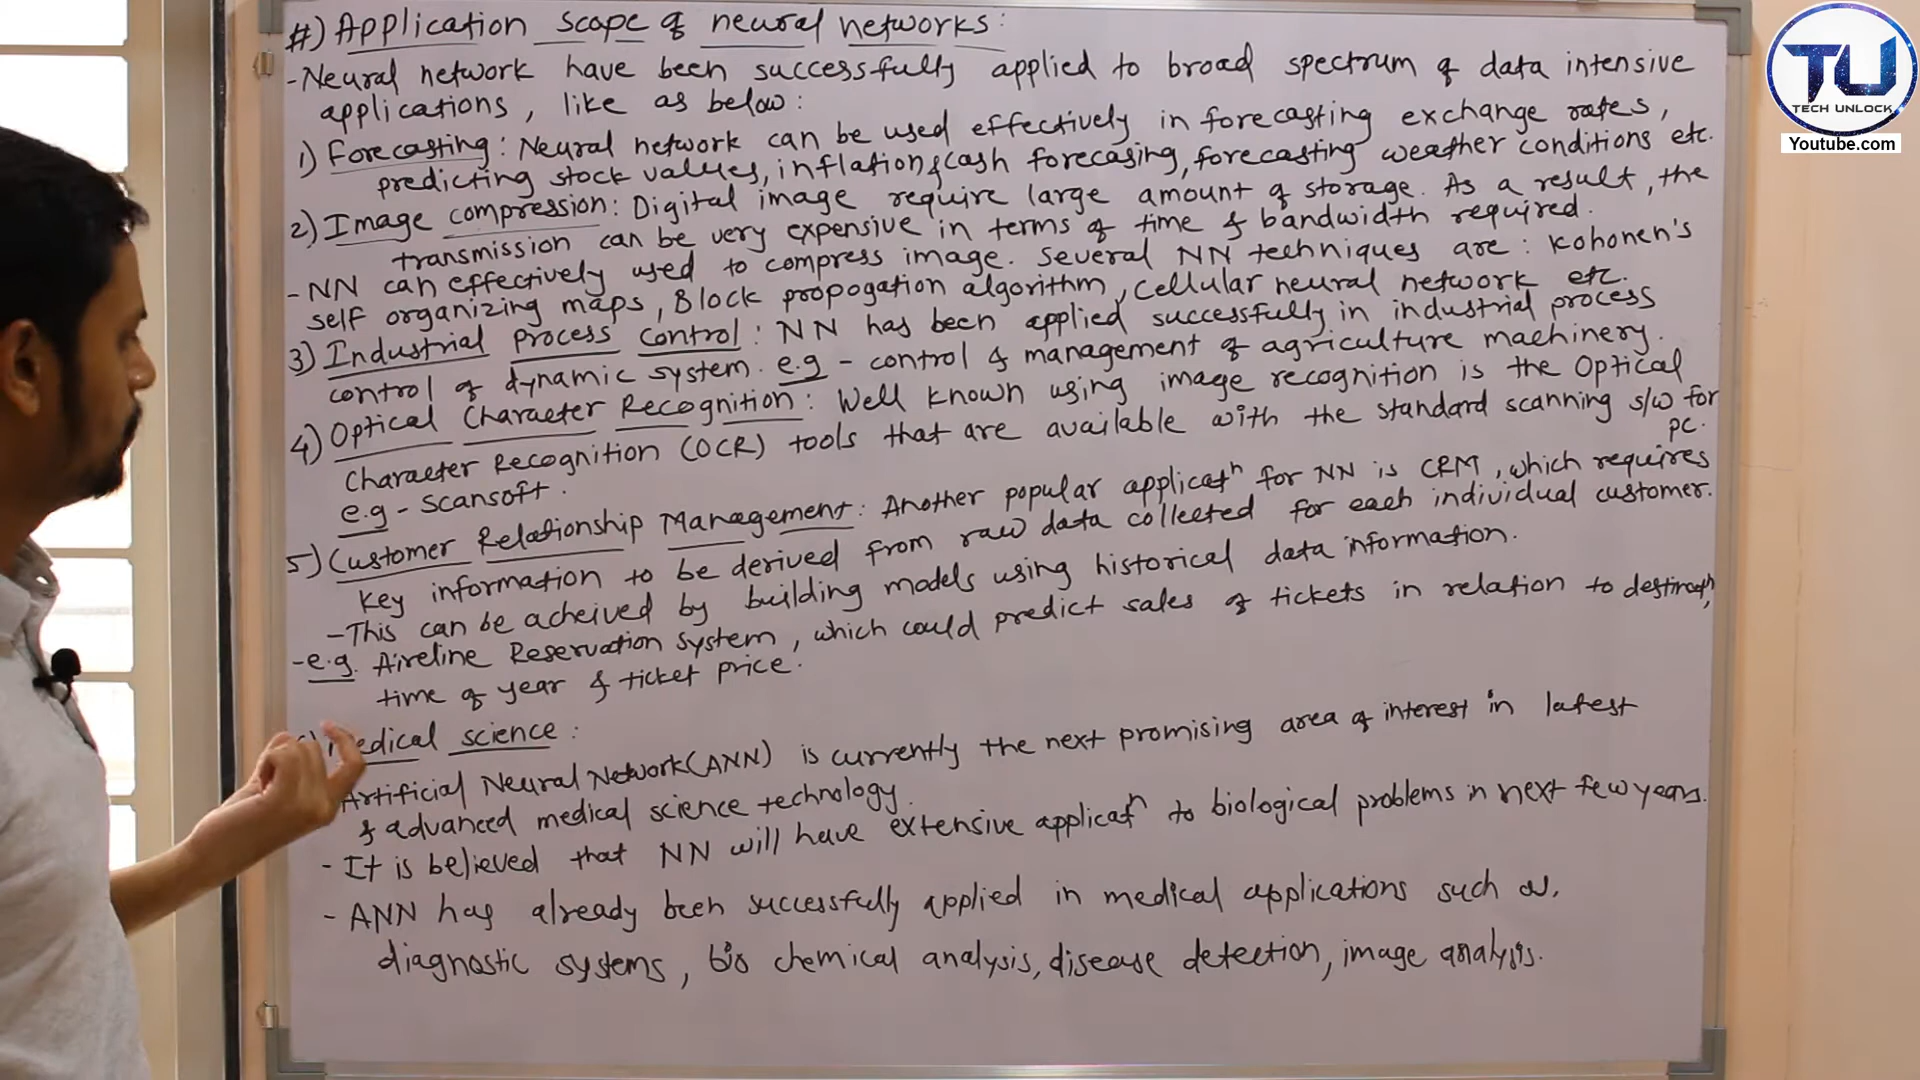 #) Application scope of neural networks:
- Neural network have been successfully applied to broad spectrum of data intensive
applications, like as below:
1) Forecasting: Neural network can be used effectively in forecasting exchange rates,
predicting stock values, inflation & cash forecasing, forecasting weather conditions etc.
2) Image compression: Digital image require large amount of storage. As a result, the
transmission can be very expensive in terms of time & bandwidth required.
- NN can effectively used to compress image. Several NN techniques are: Kohonen's
self organizing maps, Block propogation algorithm, cellular neural network etc.
3) Industrial process control: NN has been applied successfully in industrial process
control of dynamic system. e.g - control & management of agriculture machinery.
4) Optical Character Recognition: Well known using image recognition is the Optical
Character Recognition (OCR) tools that are available with the standard scanning s/w for
PC.
e.g - Scansoft.
5) Customer Relationship Management: Another popular applicatn for NN is CRM, which requires
key information to be derived from raw data collected for each individual customer.
- This can be acheived by building models using historical data information.
- e.g. Aireline Reservation system, which could predict sales of tickets in relation to destinatn,
time of year & ticket price.
Medical science:
Artificial Neural Network (ANN) is currently the next promising area of interest in latest
& advanced medical science technology.
- It is believed that NN will have extensive applicatn to biological problems in next few years.
- ANN has already been successfully applied in medical applications such as,
diagnostic systems, bio chemical analysis, disease detection, image analysis.
TU
TECH UNLOCK
Youtube.com